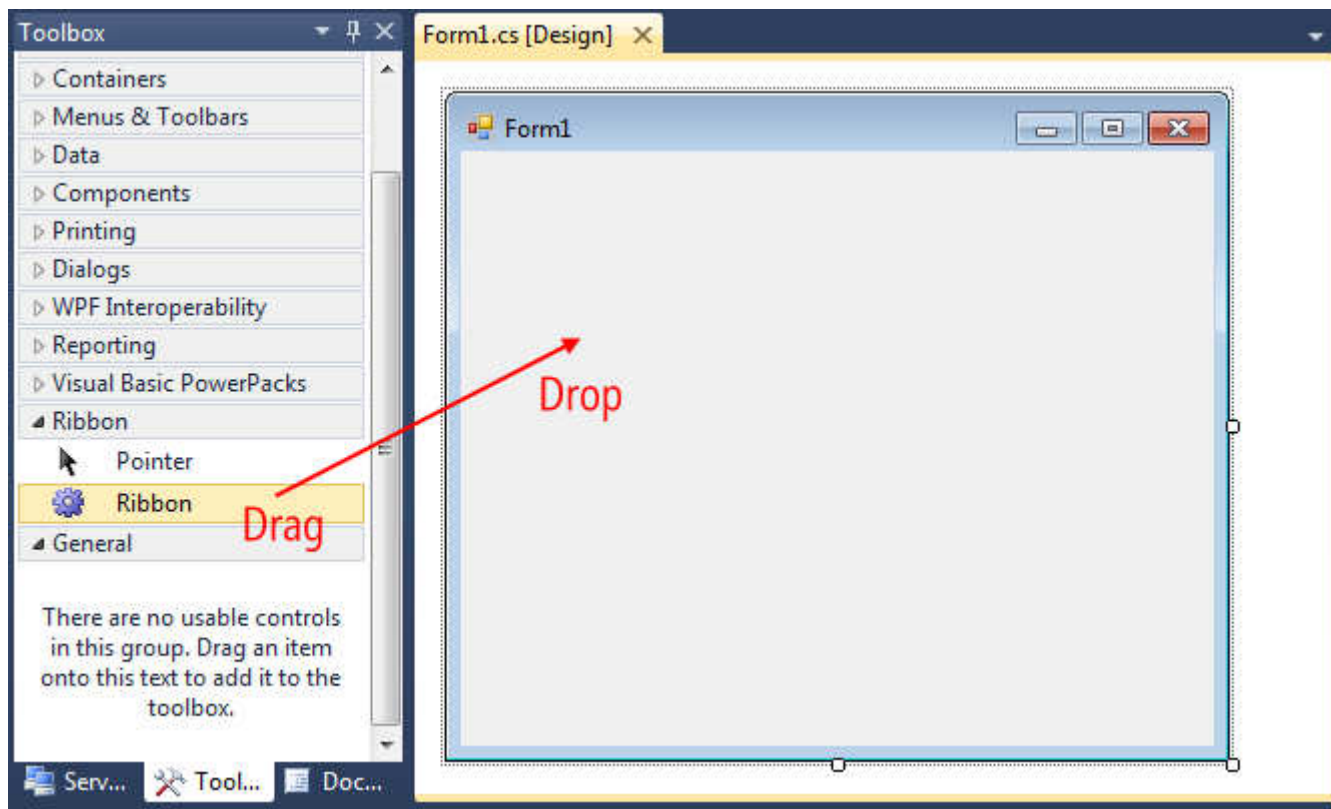 Toolbox
Containers
Menus & Toolbars
Data
Components
Printing
Dialogs
WPF Interoperability
Reporting
Visual Basic PowerPacks
Ribbon
Pointer
Ribbon
General
There are no usable controls
in this group. Drag an item
onto this text to add it to the
toolbox.
Serv...
Tool...
Doc...
Drag
Form1.cs [Design]
Form1
Drop